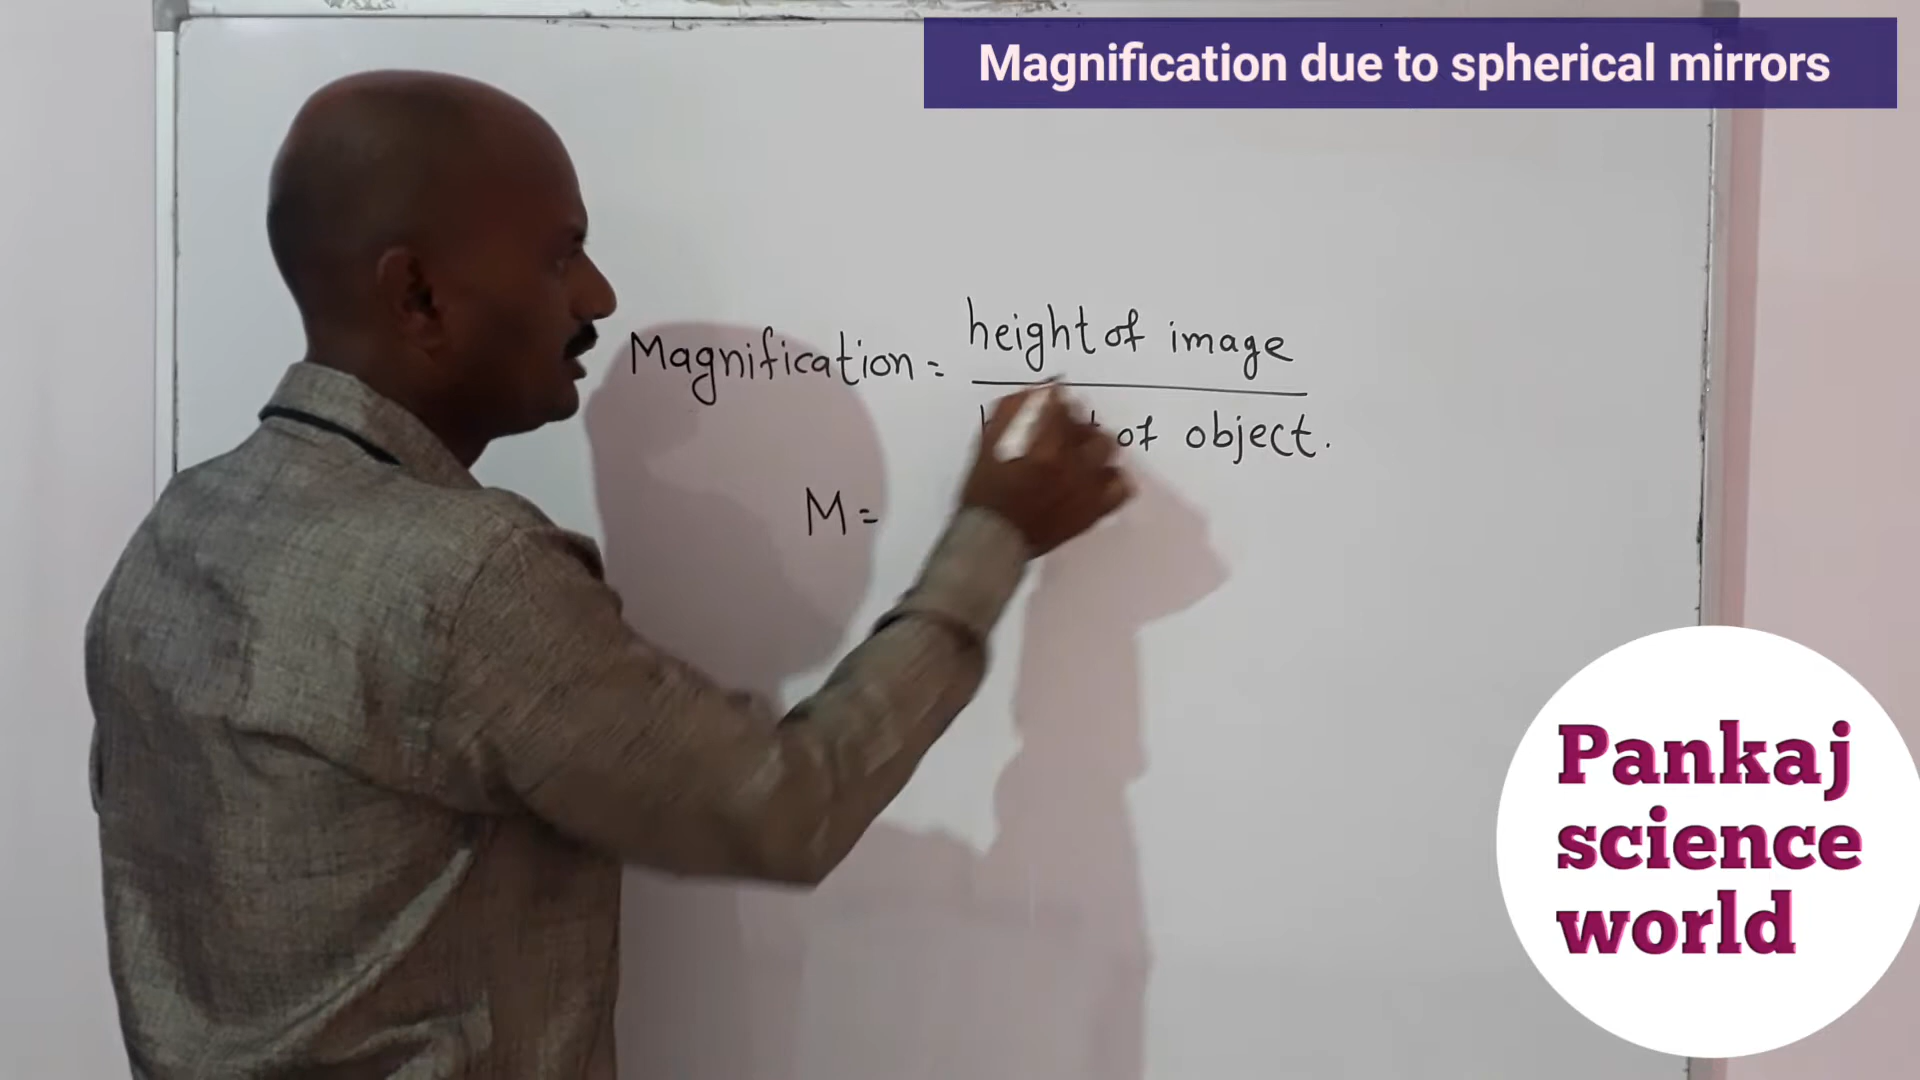 Magnification due to spherical mirrors
Magnification = height of image
of object.
M =
Pankaj
science
world